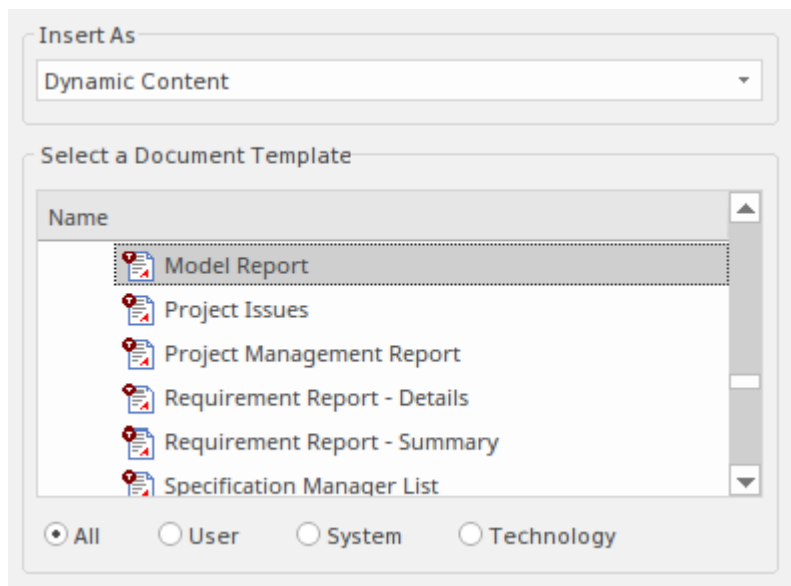 Insert As
Dynamic Content
Select a Document Template
Name
Model Report
Project Issues
Project Management Report
Requirement Report - Details
Requirement Report - Summary
Specification Manager List
All User System Technology